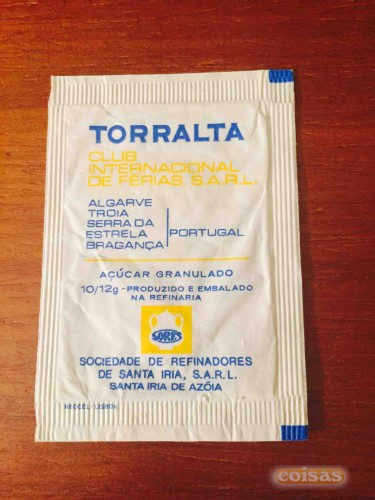 TORRALTA
CLUB
INTERNACIONAL
DE FÉRIAS, S.A.R.L.
ALGARVE
TROIA
SERRA DA
ESTRELA
BRAGANÇA
PORTUGAL
AÇÚCAR GRANULADO
10/12g - PRODUZIDO E EMBALADO
NA REFINARIA
SORES
SOCIEDADE DE REFINADORES
DE SANTA IRIA, S.A.R.L.
SANTA IRIA DE AZÓIA
coisas